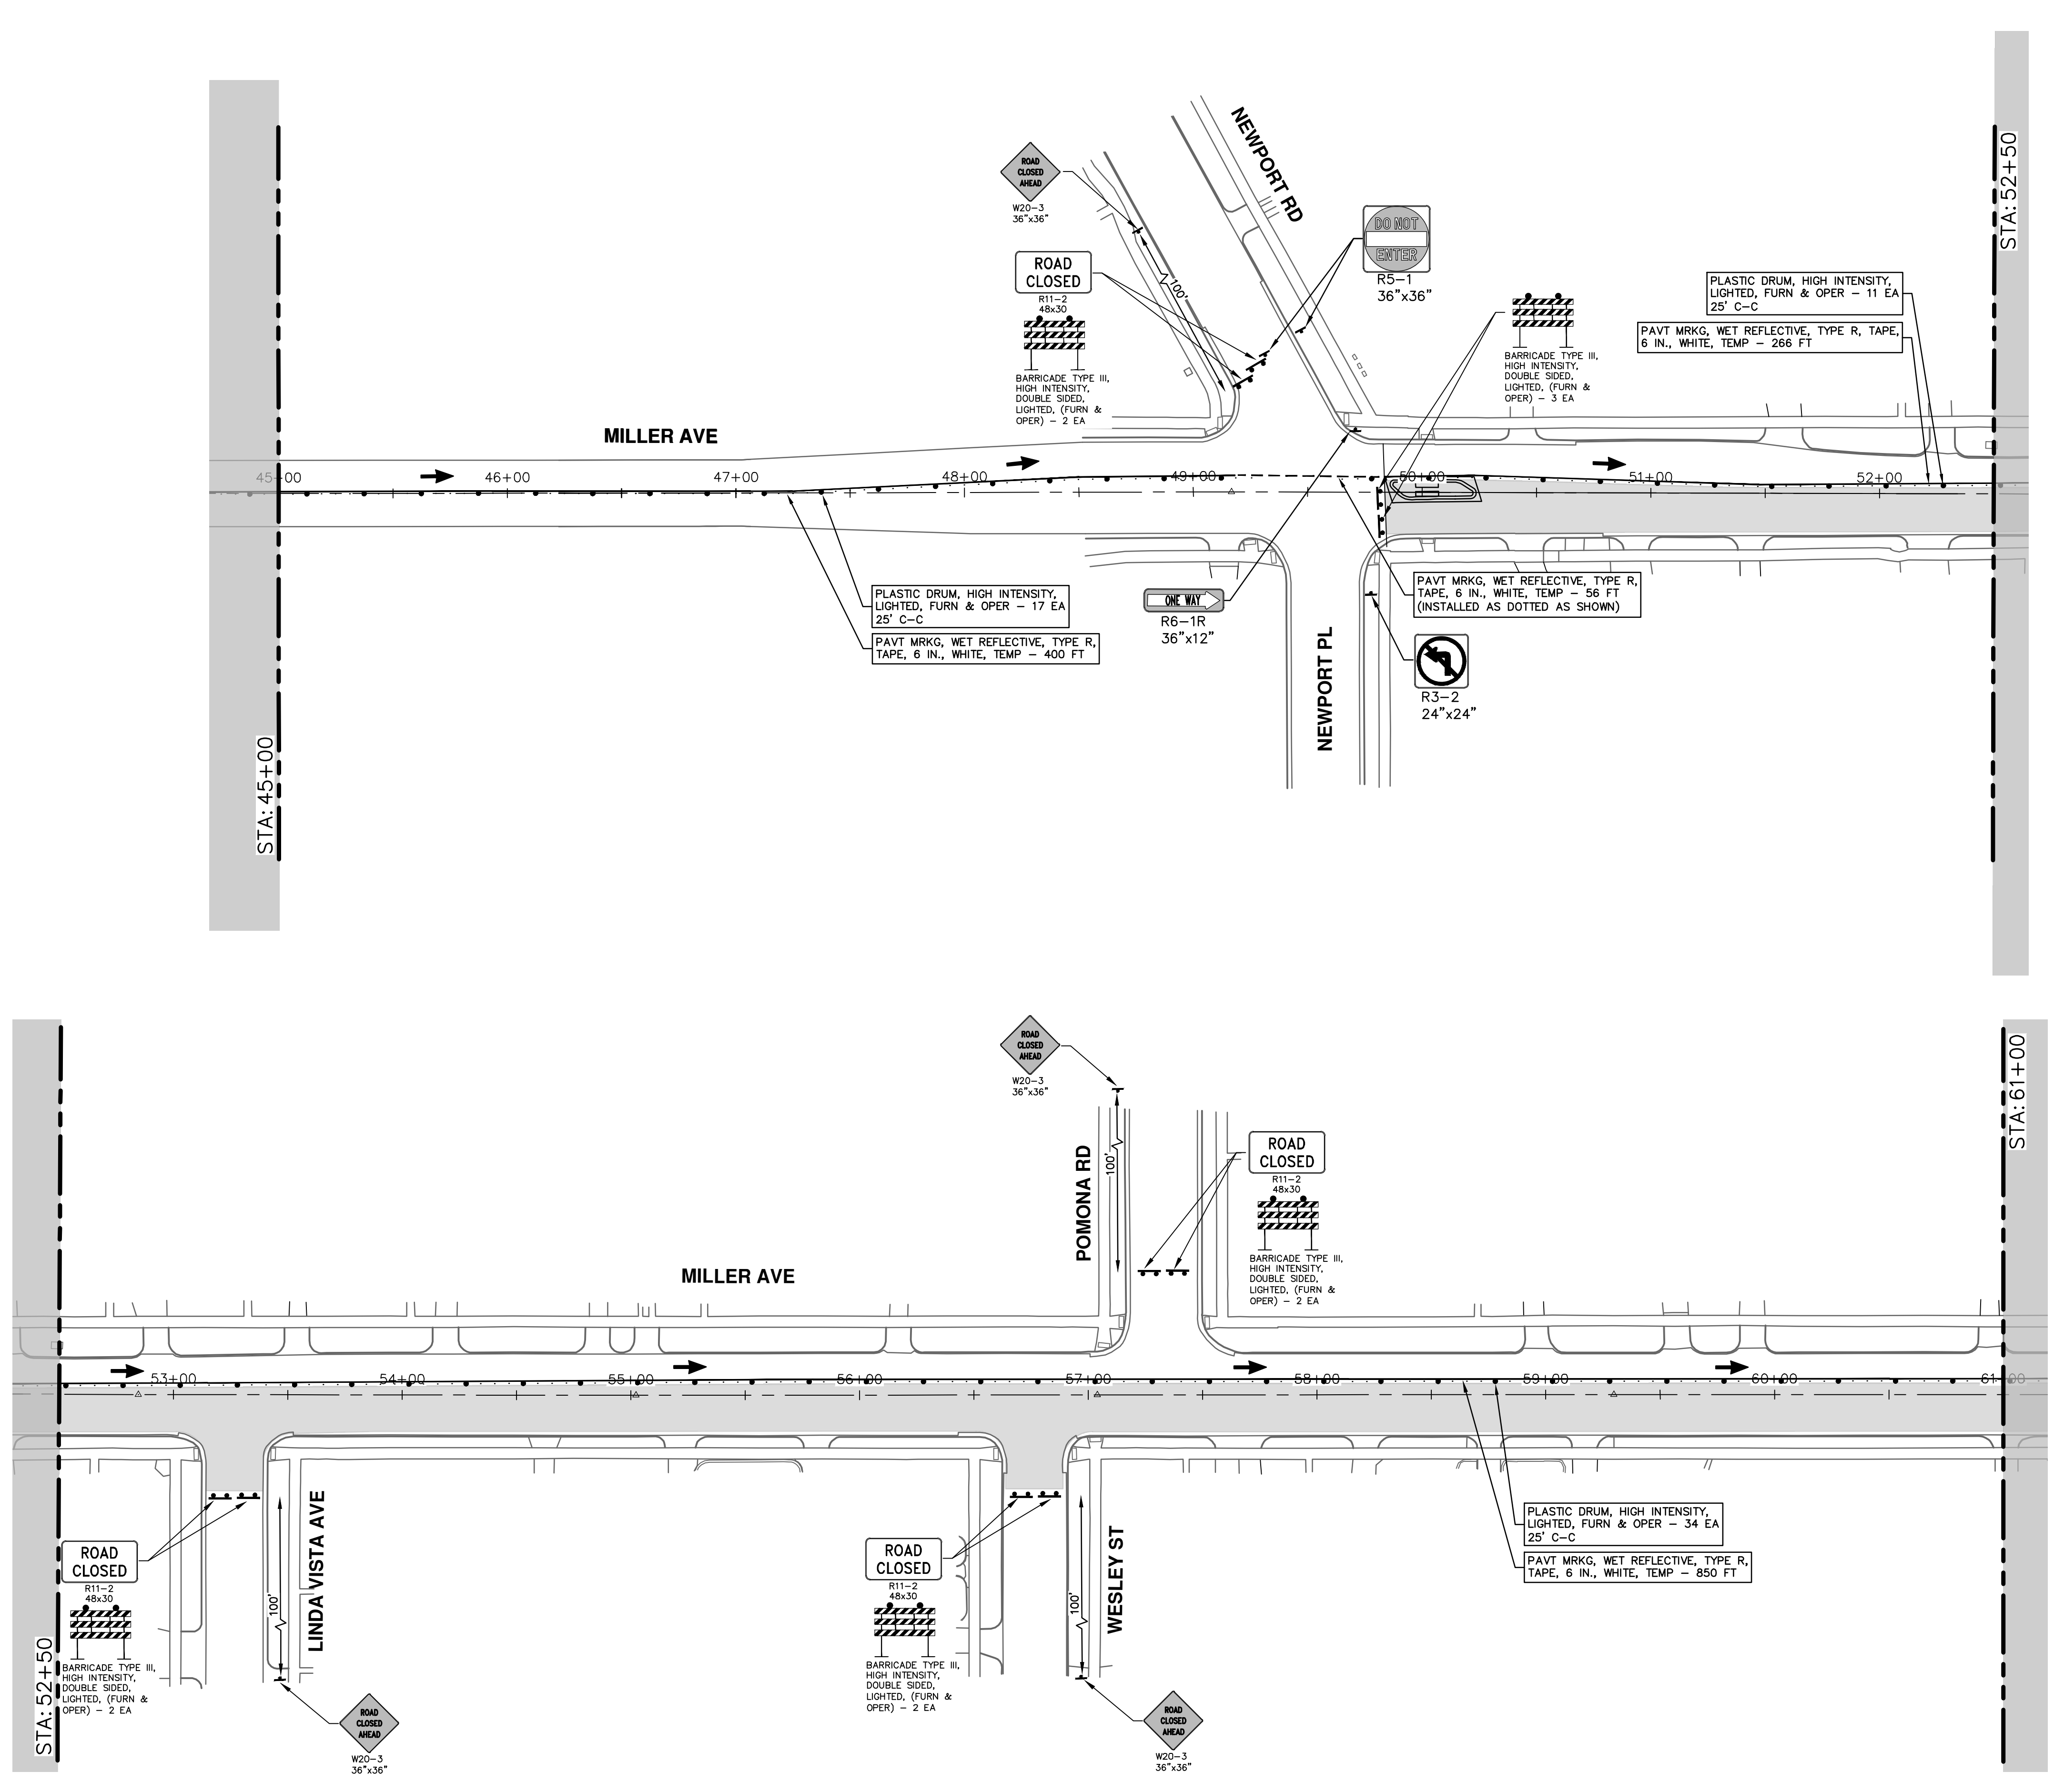 NEWPORT RD
ROAD
CLOSED
AHEAD
W20-3
36"x36"
100'
ROAD
CLOSED
R11-2
48x30
BARRICADE TYPE III,
HIGH INTENSITY,
DOUBLE SIDED,
LIGHTED, (FURN &
OPER) - 2 EA
DO NOT
ENTER
R5-1
36"x36"
BARRICADE TYPE III,
HIGH INTENSITY,
DOUBLE SIDED,
LIGHTED, (FURN &
OPER) - 3 EA
PLASTIC DRUM, HIGH INTENSITY,
LIGHTED, FURN & OPER - 11 EA
25' C-C
PAVT MRKG, WET REFLECTIVE, TYPE R, TAPE,
6 IN., WHITE, TEMP - 266 FT
STA: 52+50
MILLER AVE
45+00
46+00
47+00
48+00
49+00
50+00
51+00
52+00
STA: 45+00
PLASTIC DRUM, HIGH INTENSITY,
LIGHTED, FURN & OPER - 17 EA
25' C-C
PAVT MRKG, WET REFLECTIVE, TYPE R,
TAPE, 6 IN., WHITE, TEMP - 400 FT
ONE WAY
R6-1R
36"x12"
NEWPORT PL
PAVT MRKG, WET REFLECTIVE, TYPE R,
TAPE, 6 IN., WHITE, TEMP - 56 FT
(INSTALLED AS DOTTED AS SHOWN)
R3-2
24"x24"
ROAD
CLOSED
AHEAD
W20-3
36"x36"
POMONA RD
100'
ROAD
CLOSED
R11-2
48x30
BARRICADE TYPE III,
HIGH INTENSITY,
DOUBLE SIDED,
LIGHTED, (FURN &
OPER) - 2 EA
STA: 61+00
MILLER AVE
53+00
54+00
55+00
56+00
57+00
58+00
59+00
60+00
61+00
STA: 52+50
ROAD
CLOSED
R11-2
48x30
BARRICADE TYPE III,
HIGH INTENSITY,
DOUBLE SIDED,
LIGHTED, (FURN &
OPER) - 2 EA
100'
LINDA VISTA AVE
ROAD
CLOSED
AHEAD
W20-3
36"x36"
ROAD
CLOSED
R11-2
48x30
BARRICADE TYPE III,
HIGH INTENSITY,
DOUBLE SIDED,
LIGHTED, (FURN &
OPER) - 2 EA
100'
WESLEY ST
ROAD
CLOSED
AHEAD
W20-3
36"x36"
PLASTIC DRUM, HIGH INTENSITY,
LIGHTED, FURN & OPER - 34 EA
25' C-C
PAVT MRKG, WET REFLECTIVE, TYPE R,
TAPE, 6 IN., WHITE, TEMP - 850 FT